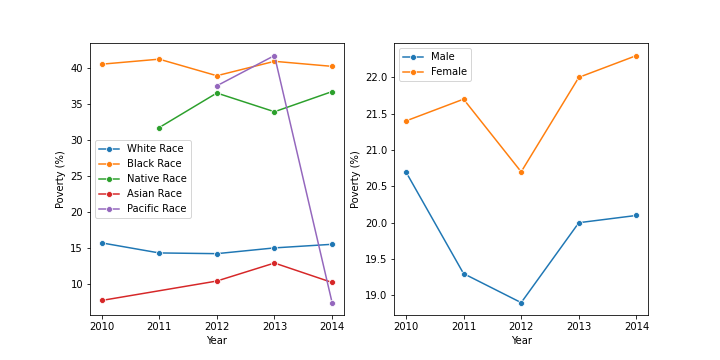 40
35
30
25
20
15
10
Poverty (%)
White Race
Black Race
Native Race
Asian Race
Pacific Race
2010 2011 2012 2013 2014
Year
22.0
21.5
21.0
20.5
20.0
19.5
19.0
Poverty (%)
Male
Female
2010 2011 2012 2013 2014
Year